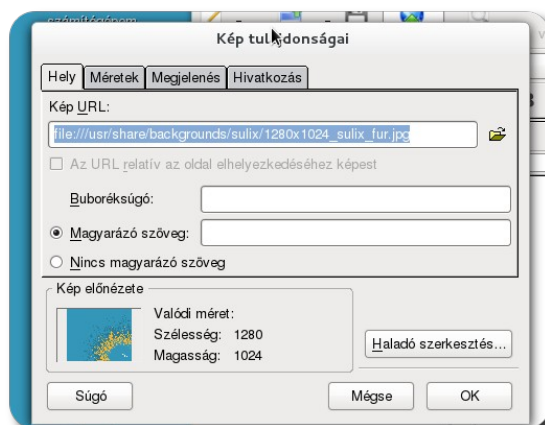 számítógépem
Kép tulajdonságai
Hely Méretek Megjelenés Hivatkozás
Kép URL:
file:///usr/share/backgrounds/sulix/1280x1024_sulix_fur.jpg
Az URL relatív az oldal elhelyezkedéséhez képest
Buboréksúgó:
Magyarázó szöveg:
Nincs magyarázó szöveg
Kép előnézete
Valódi méret:
Szélesség: 1280
Magasság: 1024
Haladó szerkesztés...
Súgó Mégse OK